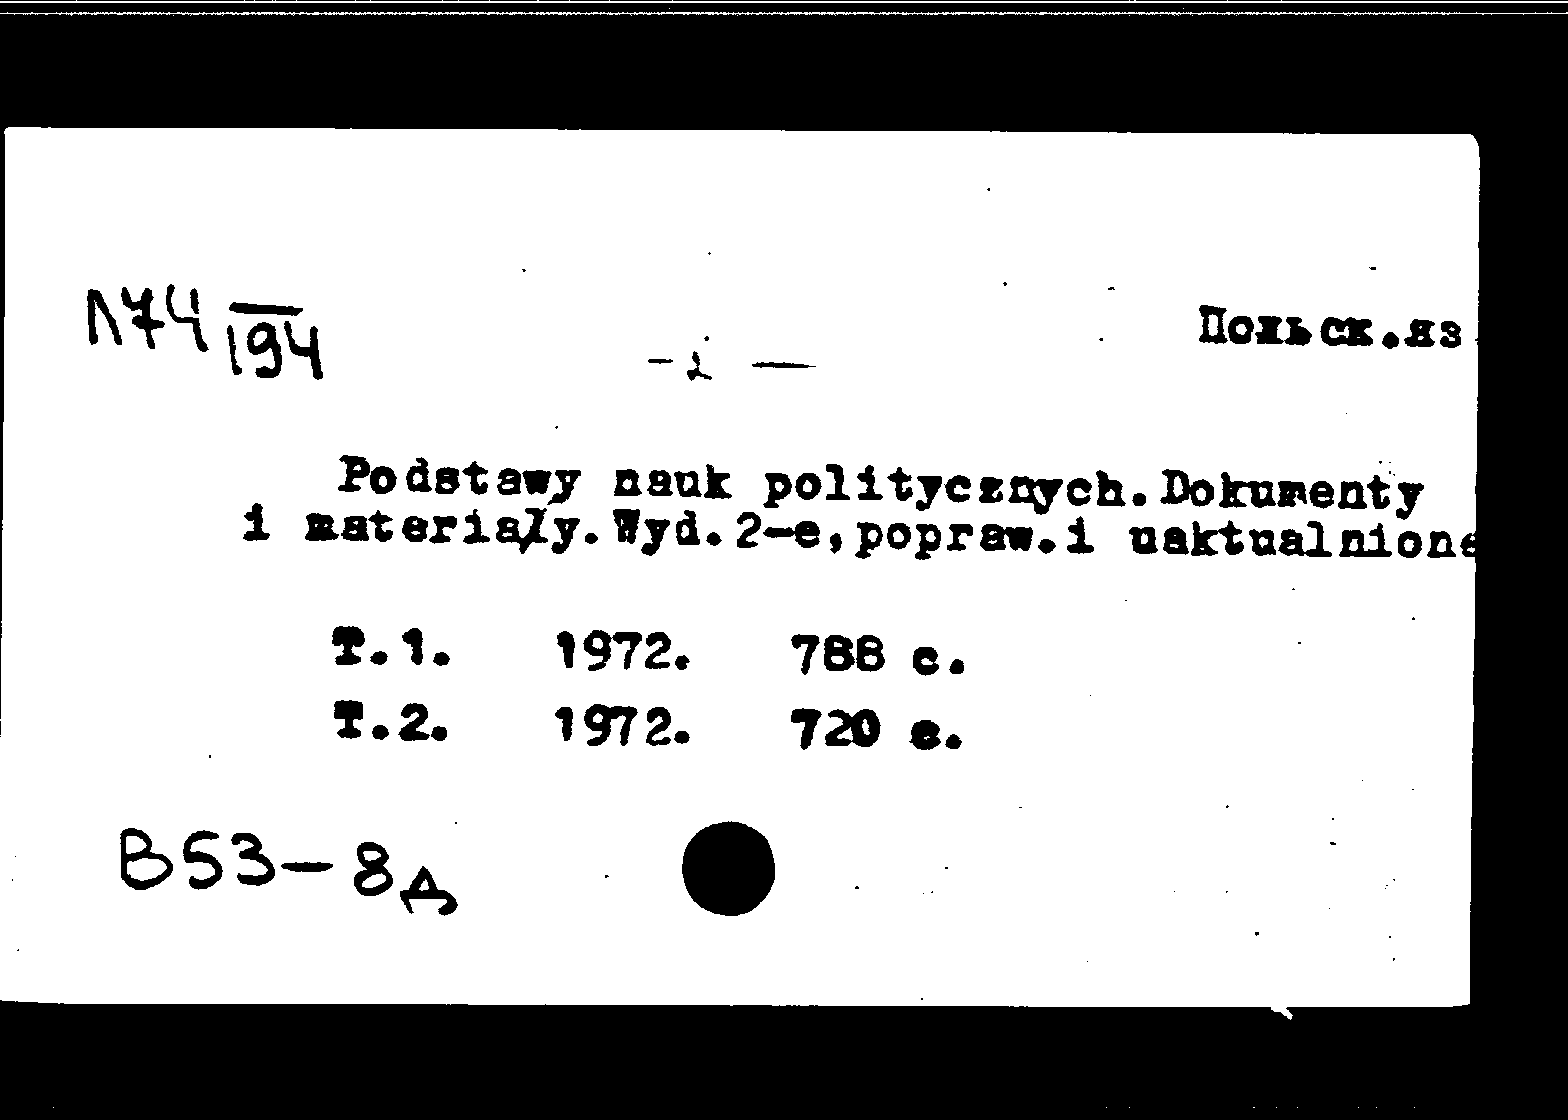 Л74
194
Польск.яз
- 2 —
Podstawy nauk politycznych. Dokumenty
i materiały. Wyd. 2-e, popraw. i uaktualnione
T.1. 1972. 788 с.
T.2. 1972. 720 с.
В53-8д